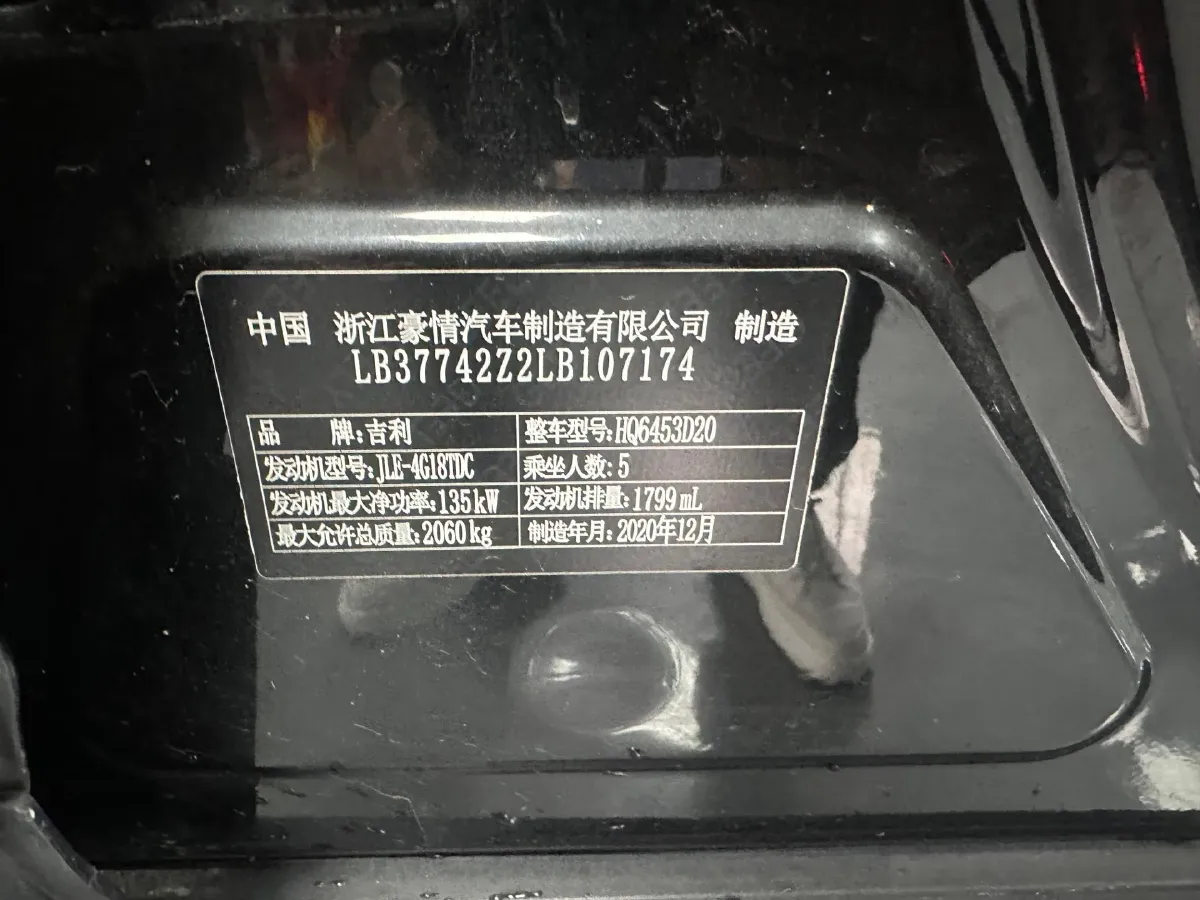 中国 浙江豪情汽车制造有限公司 制造
LB37742Z2LB107174
品 牌:吉利 整车型号:HQ6453D20
发动机型号:JLE-4G18TDC 乘坐人数:5
发动机最大净功率:135kW 发动机排量:1799mL
最大允许总质量:2060kg 制造年月:2020年12月